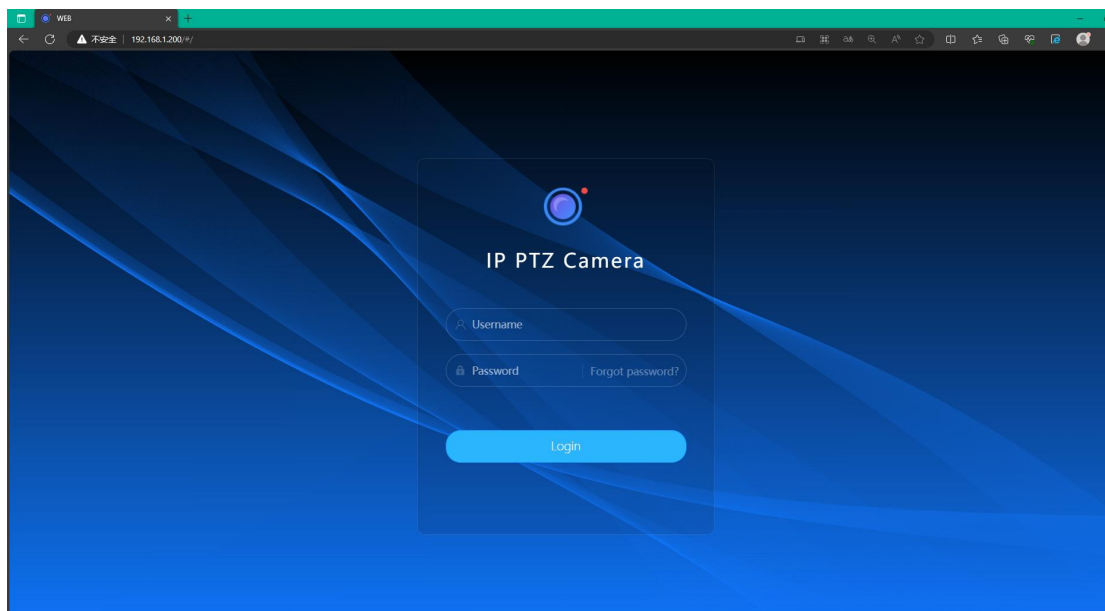 WEB
不安全 192.168.1.200/#/
IP PTZ Camera
Username
Password Forgot password?
Login